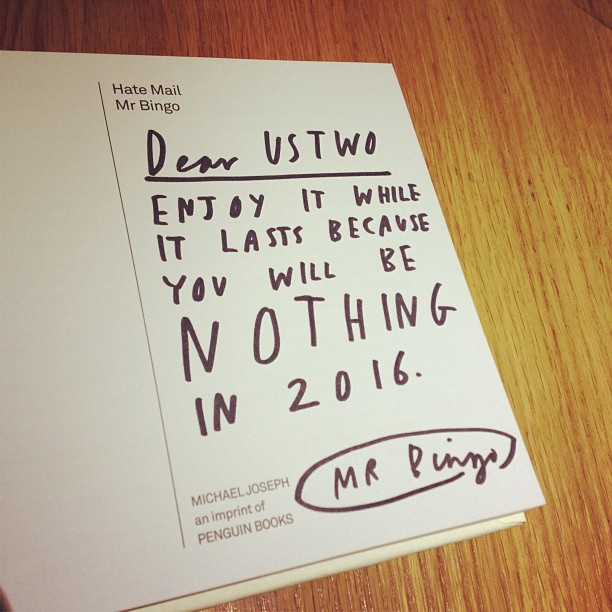 Hate Mail
Mr Bingo
Dear USTWO
ENJOY IT WHILE
IT LASTS BECAUSE
YOU WILL BE
NOTHING
IN 2016.
MR Bingo
MICHAEL JOSEPH
an imprint of
PENGUIN BOOKS